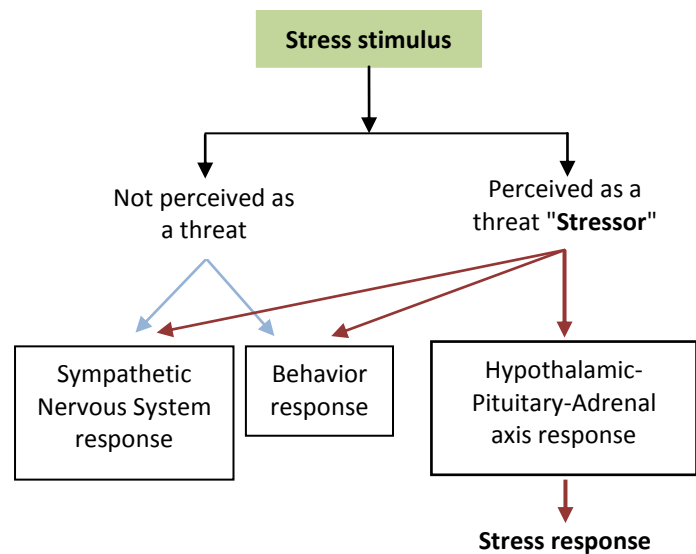 Stress stimulus
Not perceived as
a threat
Perceived as a
threat "Stressor"
Sympathetic
Nervous System
response
Behavior
response
Hypothalamic-
Pituitary-Adrenal
axis response
Stress response